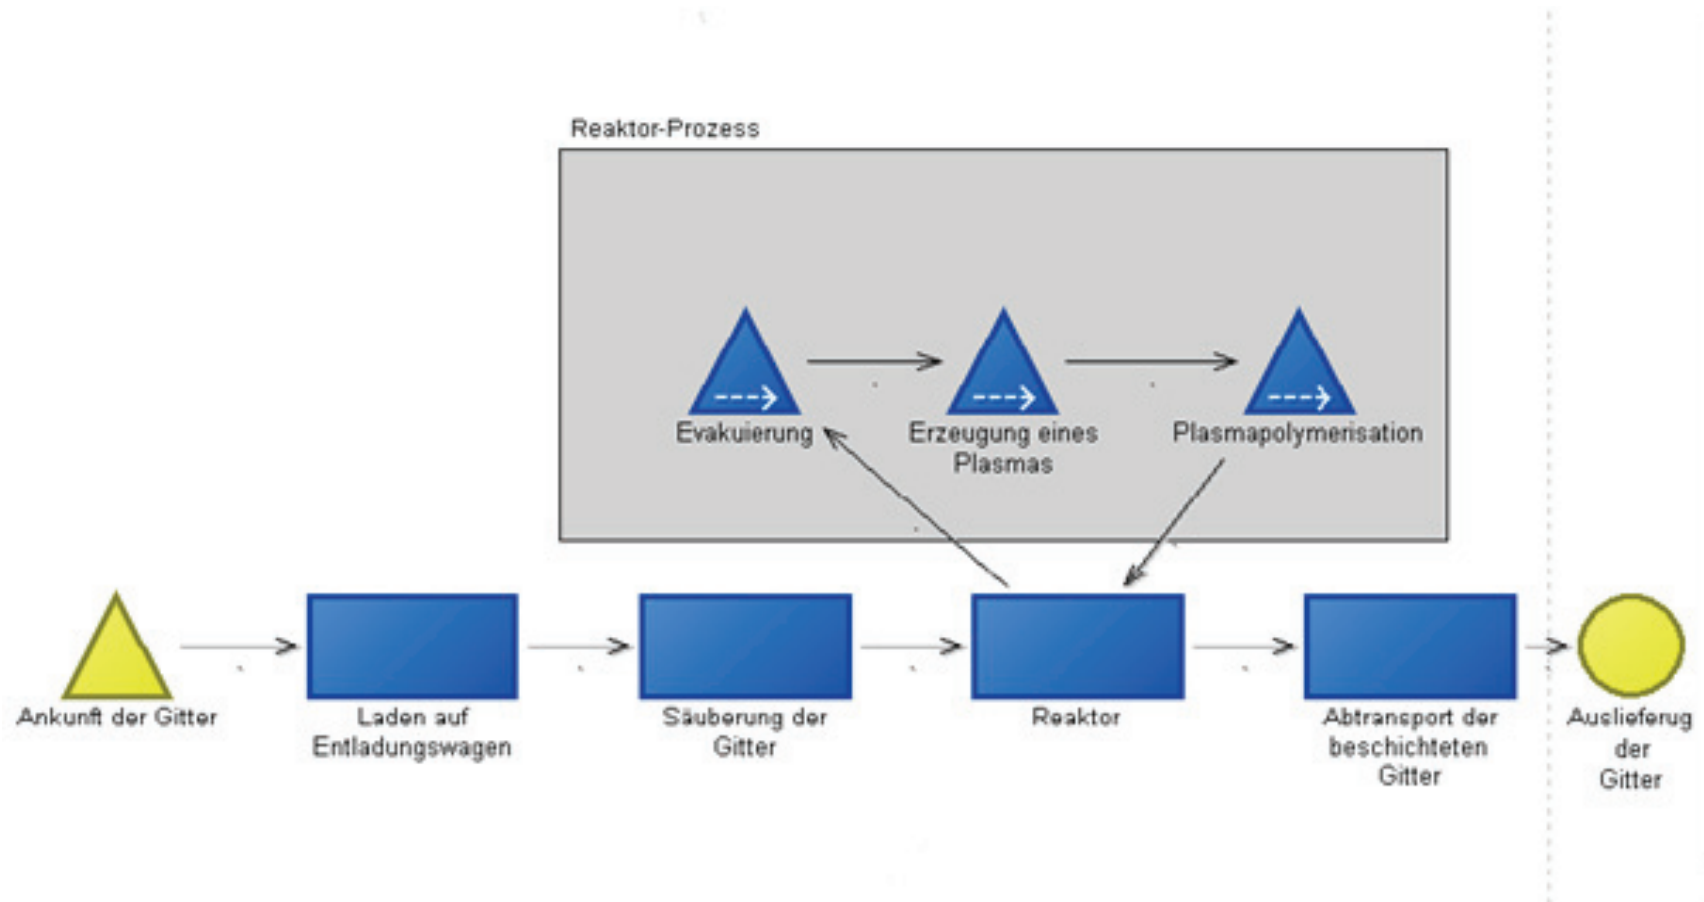 Reaktor-Prozess
Evakuierung
Erzeugung eines
Plasmas
Plasmapolymerisation
Ankunft der Gitter
Laden auf
Entladungswagen
Säuberung der
Gitter
Reaktor
Abtransport der
beschichteten
Gitter
Auslieferug
der
Gitter